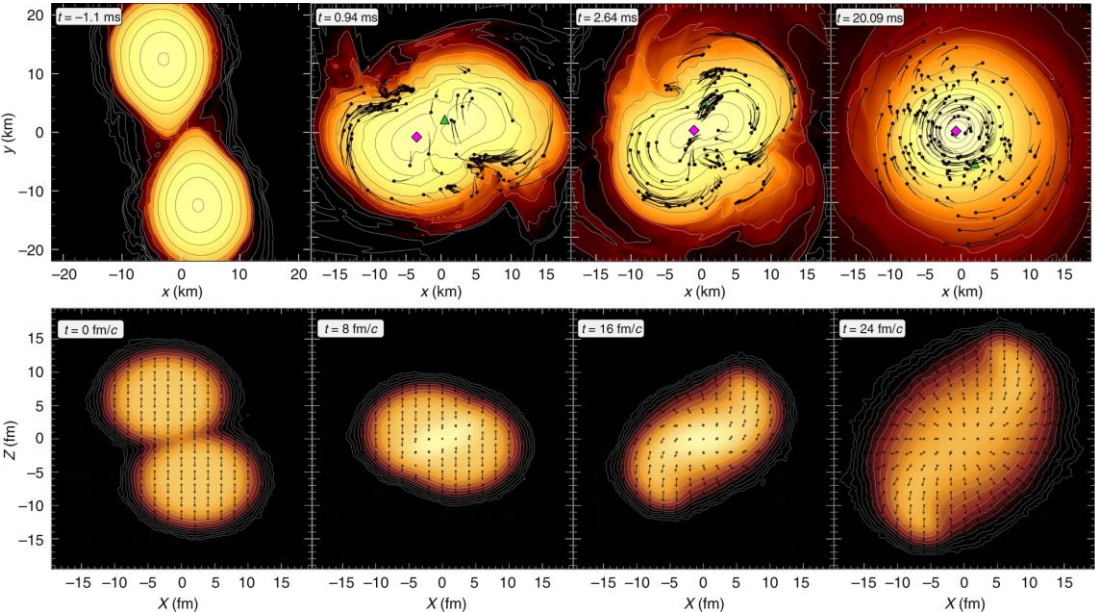 t = −1.1 ms
t = 0.94 ms
t = 2.64 ms
t = 20.09 ms
20
10
0
−10
−20
y (km)
−20 −10 0 10 20
−15 −10 −5 0 5 10 15
−15 −10 −5 0 5 10 15
−15 −10 −5 0 5 10 15
x (km)
x (km)
x (km)
x (km)
t = 0 fm/c
t = 8 fm/c
t = 16 fm/c
t = 24 fm/c
15
10
5
0
−5
−10
−15
Z (fm)
−15 −10 −5 0 5 10 15
−15 −10 −5 0 5 10 15
−15 −10 −5 0 5 10 15
−15 −10 −5 0 5 10 15
X (fm)
X (fm)
X (fm)
X (fm)